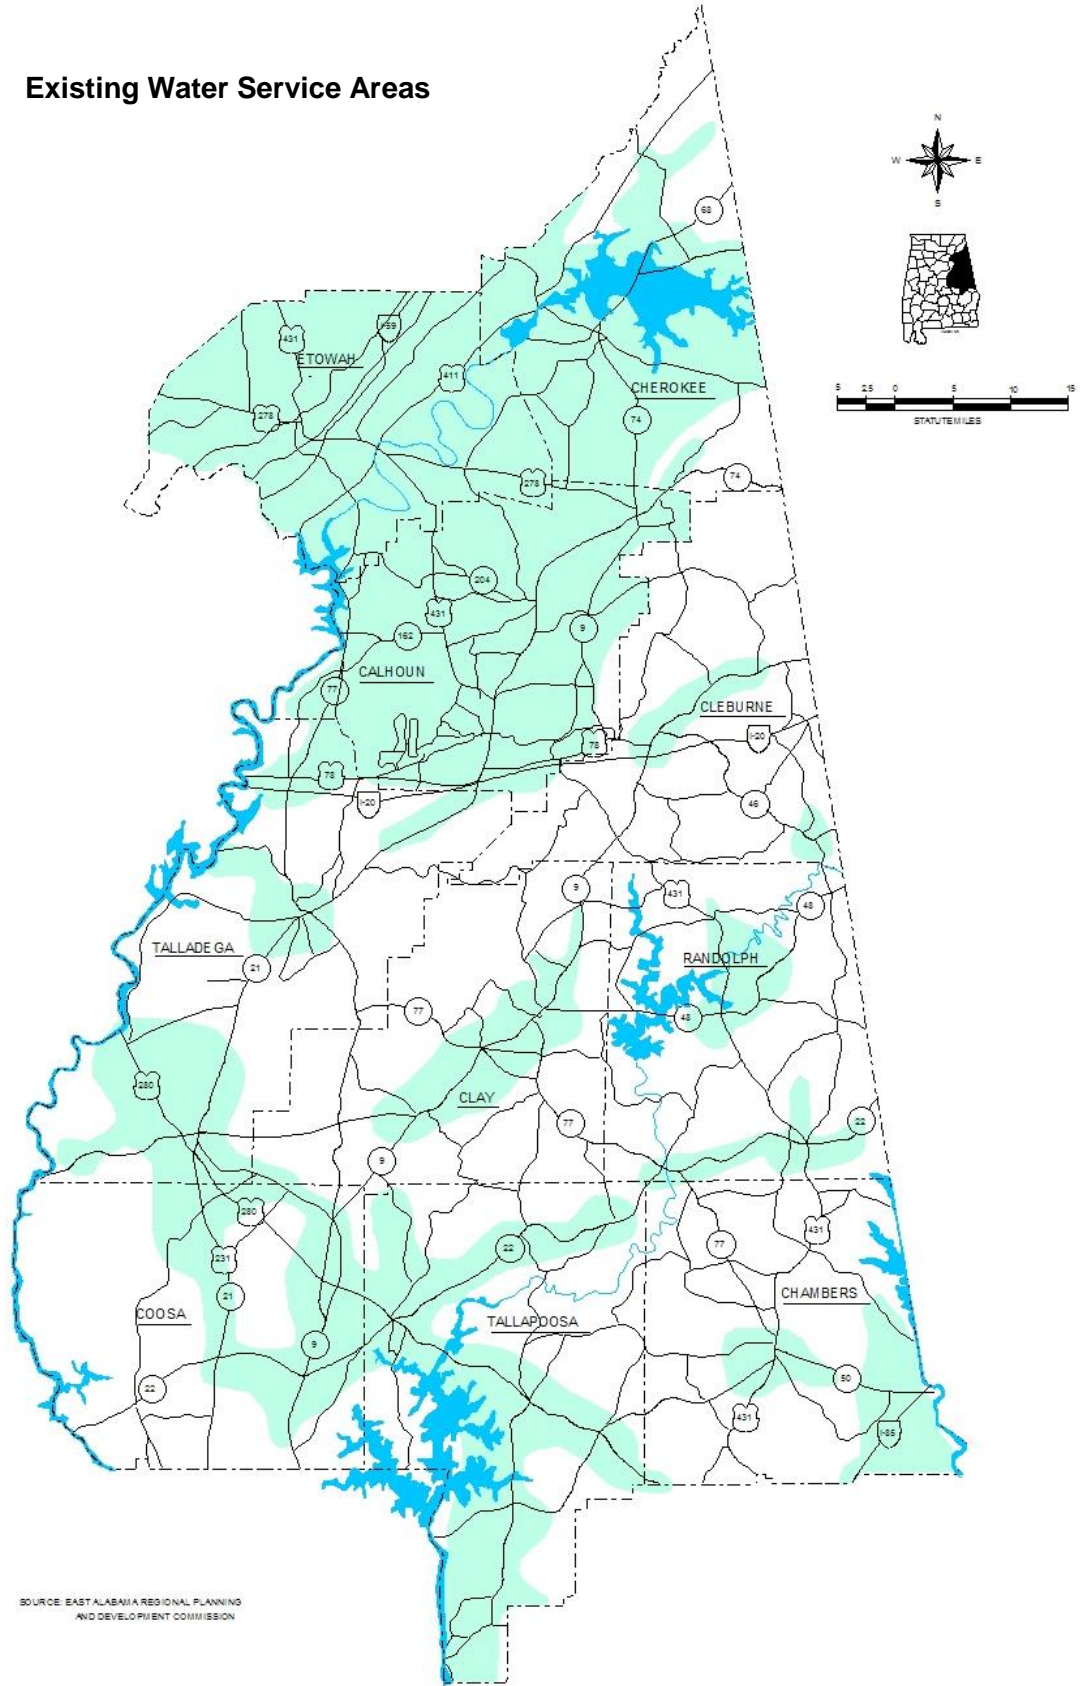 Existing Water Service Areas
N
W E
S
68
I-59
431
ETOWAH
411
CHEROKEE
5 2.5 0 5 10 15
STATUTE MILES
278
74
74
278
204
431
9
162
CALHOUN
77
CLEBURNE
I-20
78
78
I-20
46
9
431
48
TALLADEGA
RANDOLPH
21
77
48
280
CLAY
77
22
9
280
431
77
22
231
CHAMBERS
21
COOSA
TALLAPOOSA
9
50
22
431
I-85
SOURCE: EAST ALABAMA REGIONAL PLANNING
AND DEVELOPMENT COMMISSION